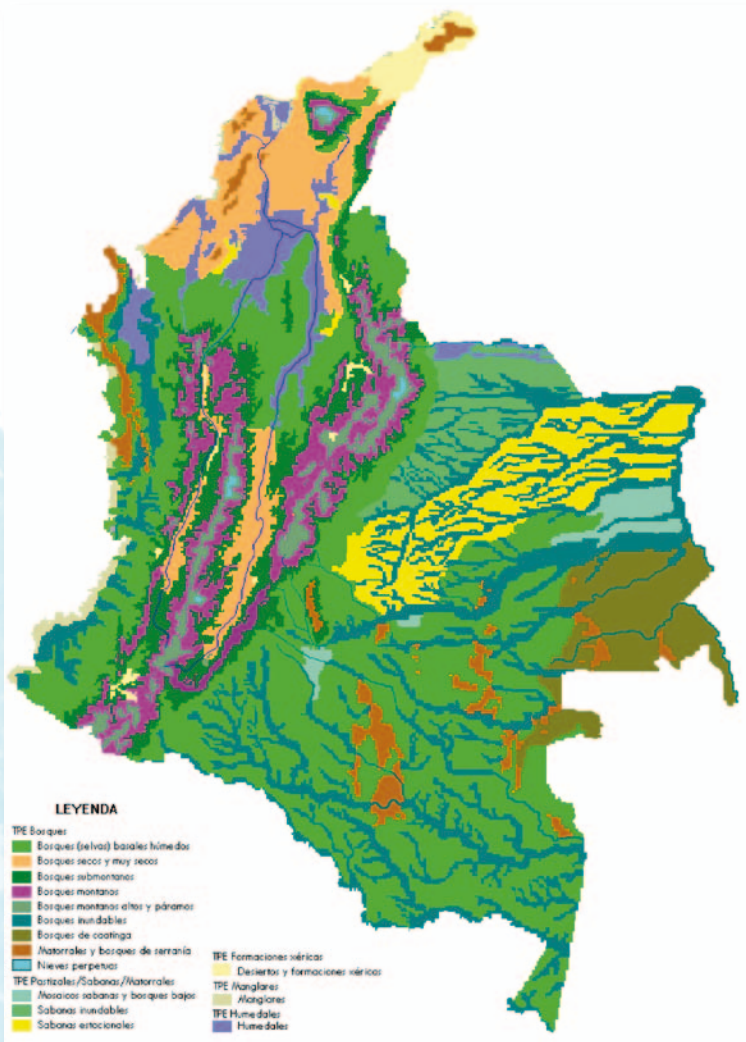 LEYENDA
TPE Bosques
Bosques (selvas) basales húmedos
Bosques secos y muy secos
Bosques submontanos
Bosques montanos
Bosques montanos altos y páramos
Bosques inundables
Bosques de caatinga
Matorrales y bosques de serranía
Nieves perpetuas
TPE Pastizales/Sabanas/Matorrales
Mosaicos sabanas y bosques bajos
Sabanas inundables
Sabanas estacionales
TPE Formaciones xéricas
Desiertos y formaciones xéricas
TPE Manglares
Manglares
TPE Humedales
Humedales